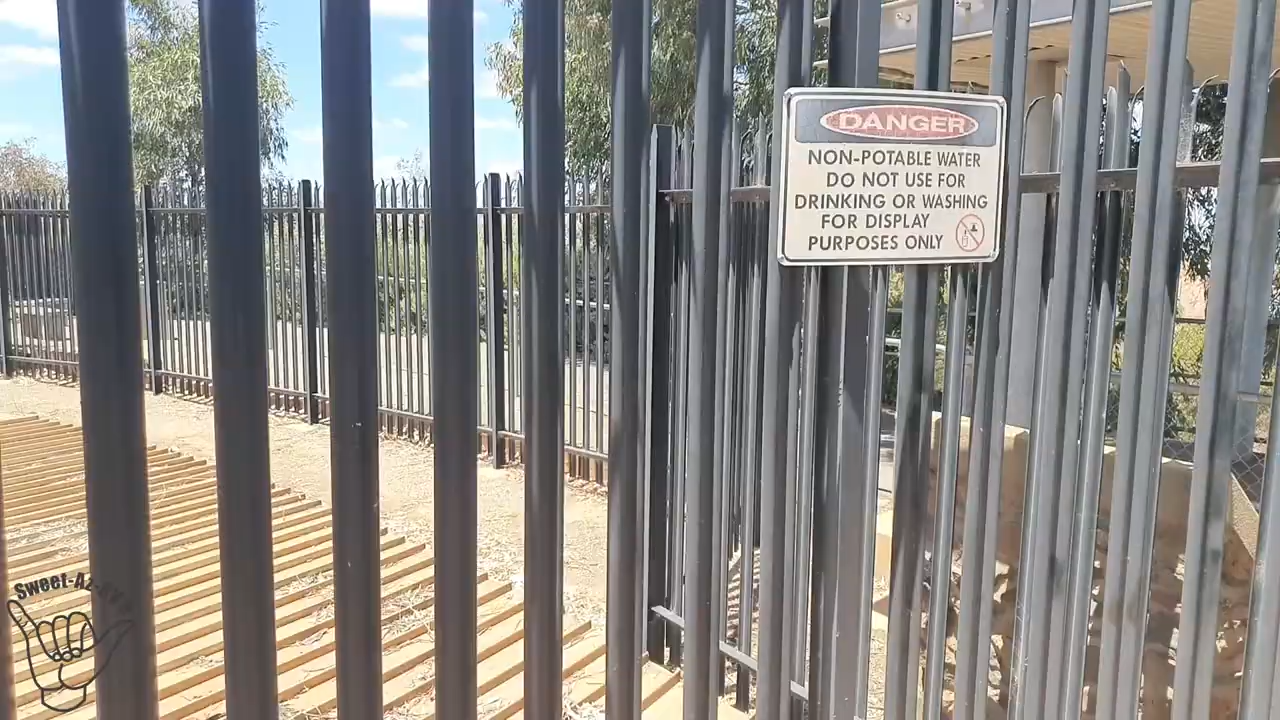 DANGER
NON-POTABLE WATER
DO NOT USE FOR
DRINKING OR WASHING
FOR DISPLAY
PURPOSES ONLY